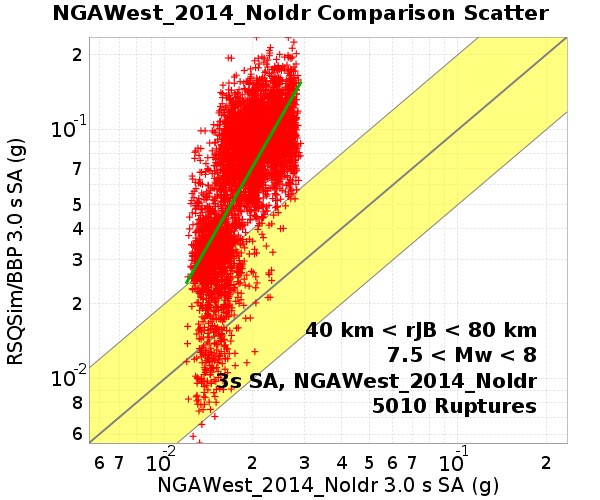 NGAWest_2014_NoIdr Comparison Scatter
RSQSim/BBP 3.0 s SA (g)
2
10-1
7
5
4
3
2
10-2
8
6
40 km < rJB < 80 km
7.5 < Mw < 8
3s SA, NGAWest_2014_NoIdr
5010 Ruptures
6 7 10-2 2 3 4 5 6 7 10-1 2
NGAWest_2014_NoIdr 3.0 s SA (g)